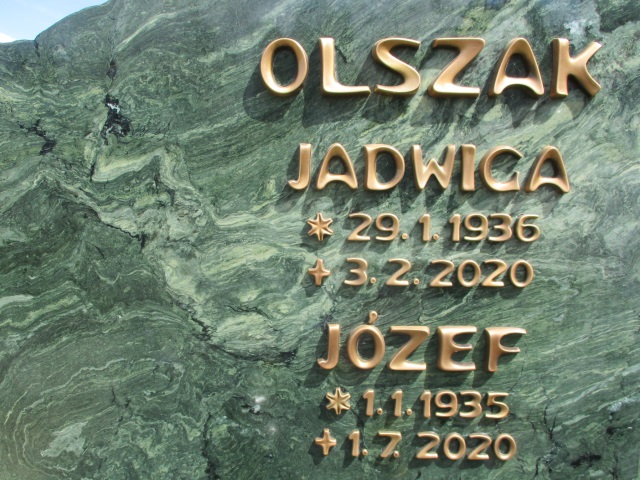 OLSZAK
JADWIGA
* 29. 1. 1936
+ 3. 2. 2020
JÓZEF
* 1. 1. 1935
+ 1. 7. 2020